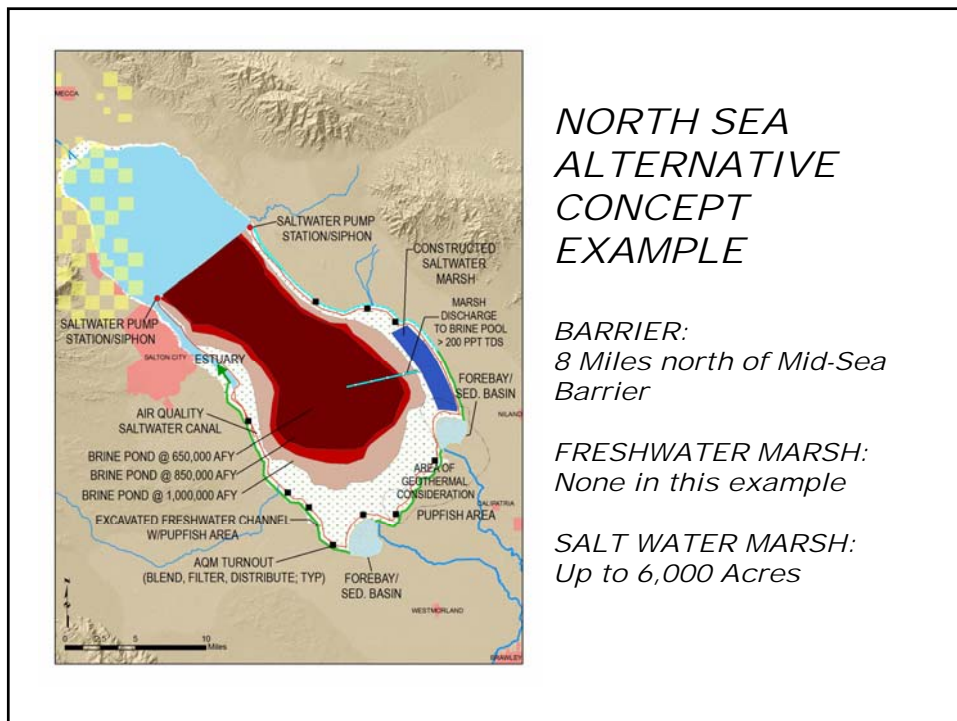 MECCA
SALTWATER PUMP
STATION/SIPHON
CONSTRUCTED
SALTWATER
MARSH
MARSH
DISCHARGE
TO BRINE POOL
> 200 PPT TDS
SALTWATER PUMP
STATION/SIPHON
SALTON CITY
ESTUARY
FOREBAY/
SED. BASIN
NILAND
AIR QUALITY
SALTWATER CANAL
BRINE POND @ 650,000 AFY
BRINE POND @ 850,000 AFY
BRINE POND @ 1,000,000 AFY
AREA OF
GEOTHERMAL
CONSIDERATION
CALIPATRIA
PUPFISH AREA
EXCAVATED FRESHWATER CHANNEL
W/PUPFISH AREA
AQM TURNOUT
(BLEND, FILTER, DISTRIBUTE; TYP)
FOREBAY/
SED. BASIN
WESTMORLAND
BRAWLEY
N
0 2.5 5 10
Miles
NORTH SEA
ALTERNATIVE
CONCEPT
EXAMPLE
BARRIER:
8 Miles north of Mid-Sea
Barrier
FRESHWATER MARSH:
None in this example
SALT WATER MARSH:
Up to 6,000 Acres